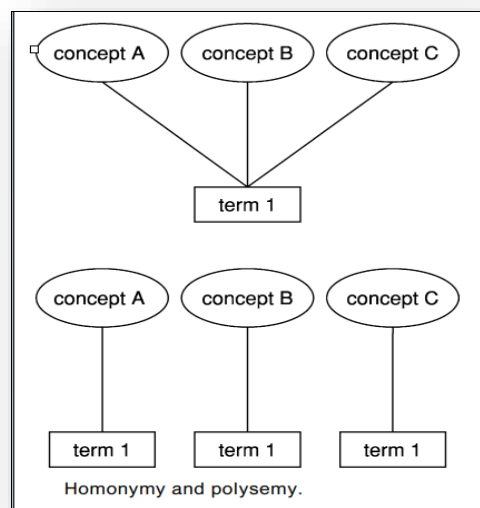 concept A concept B concept C
term 1
concept A concept B concept C
term 1 term 1 term 1
Homonymy and polysemy.